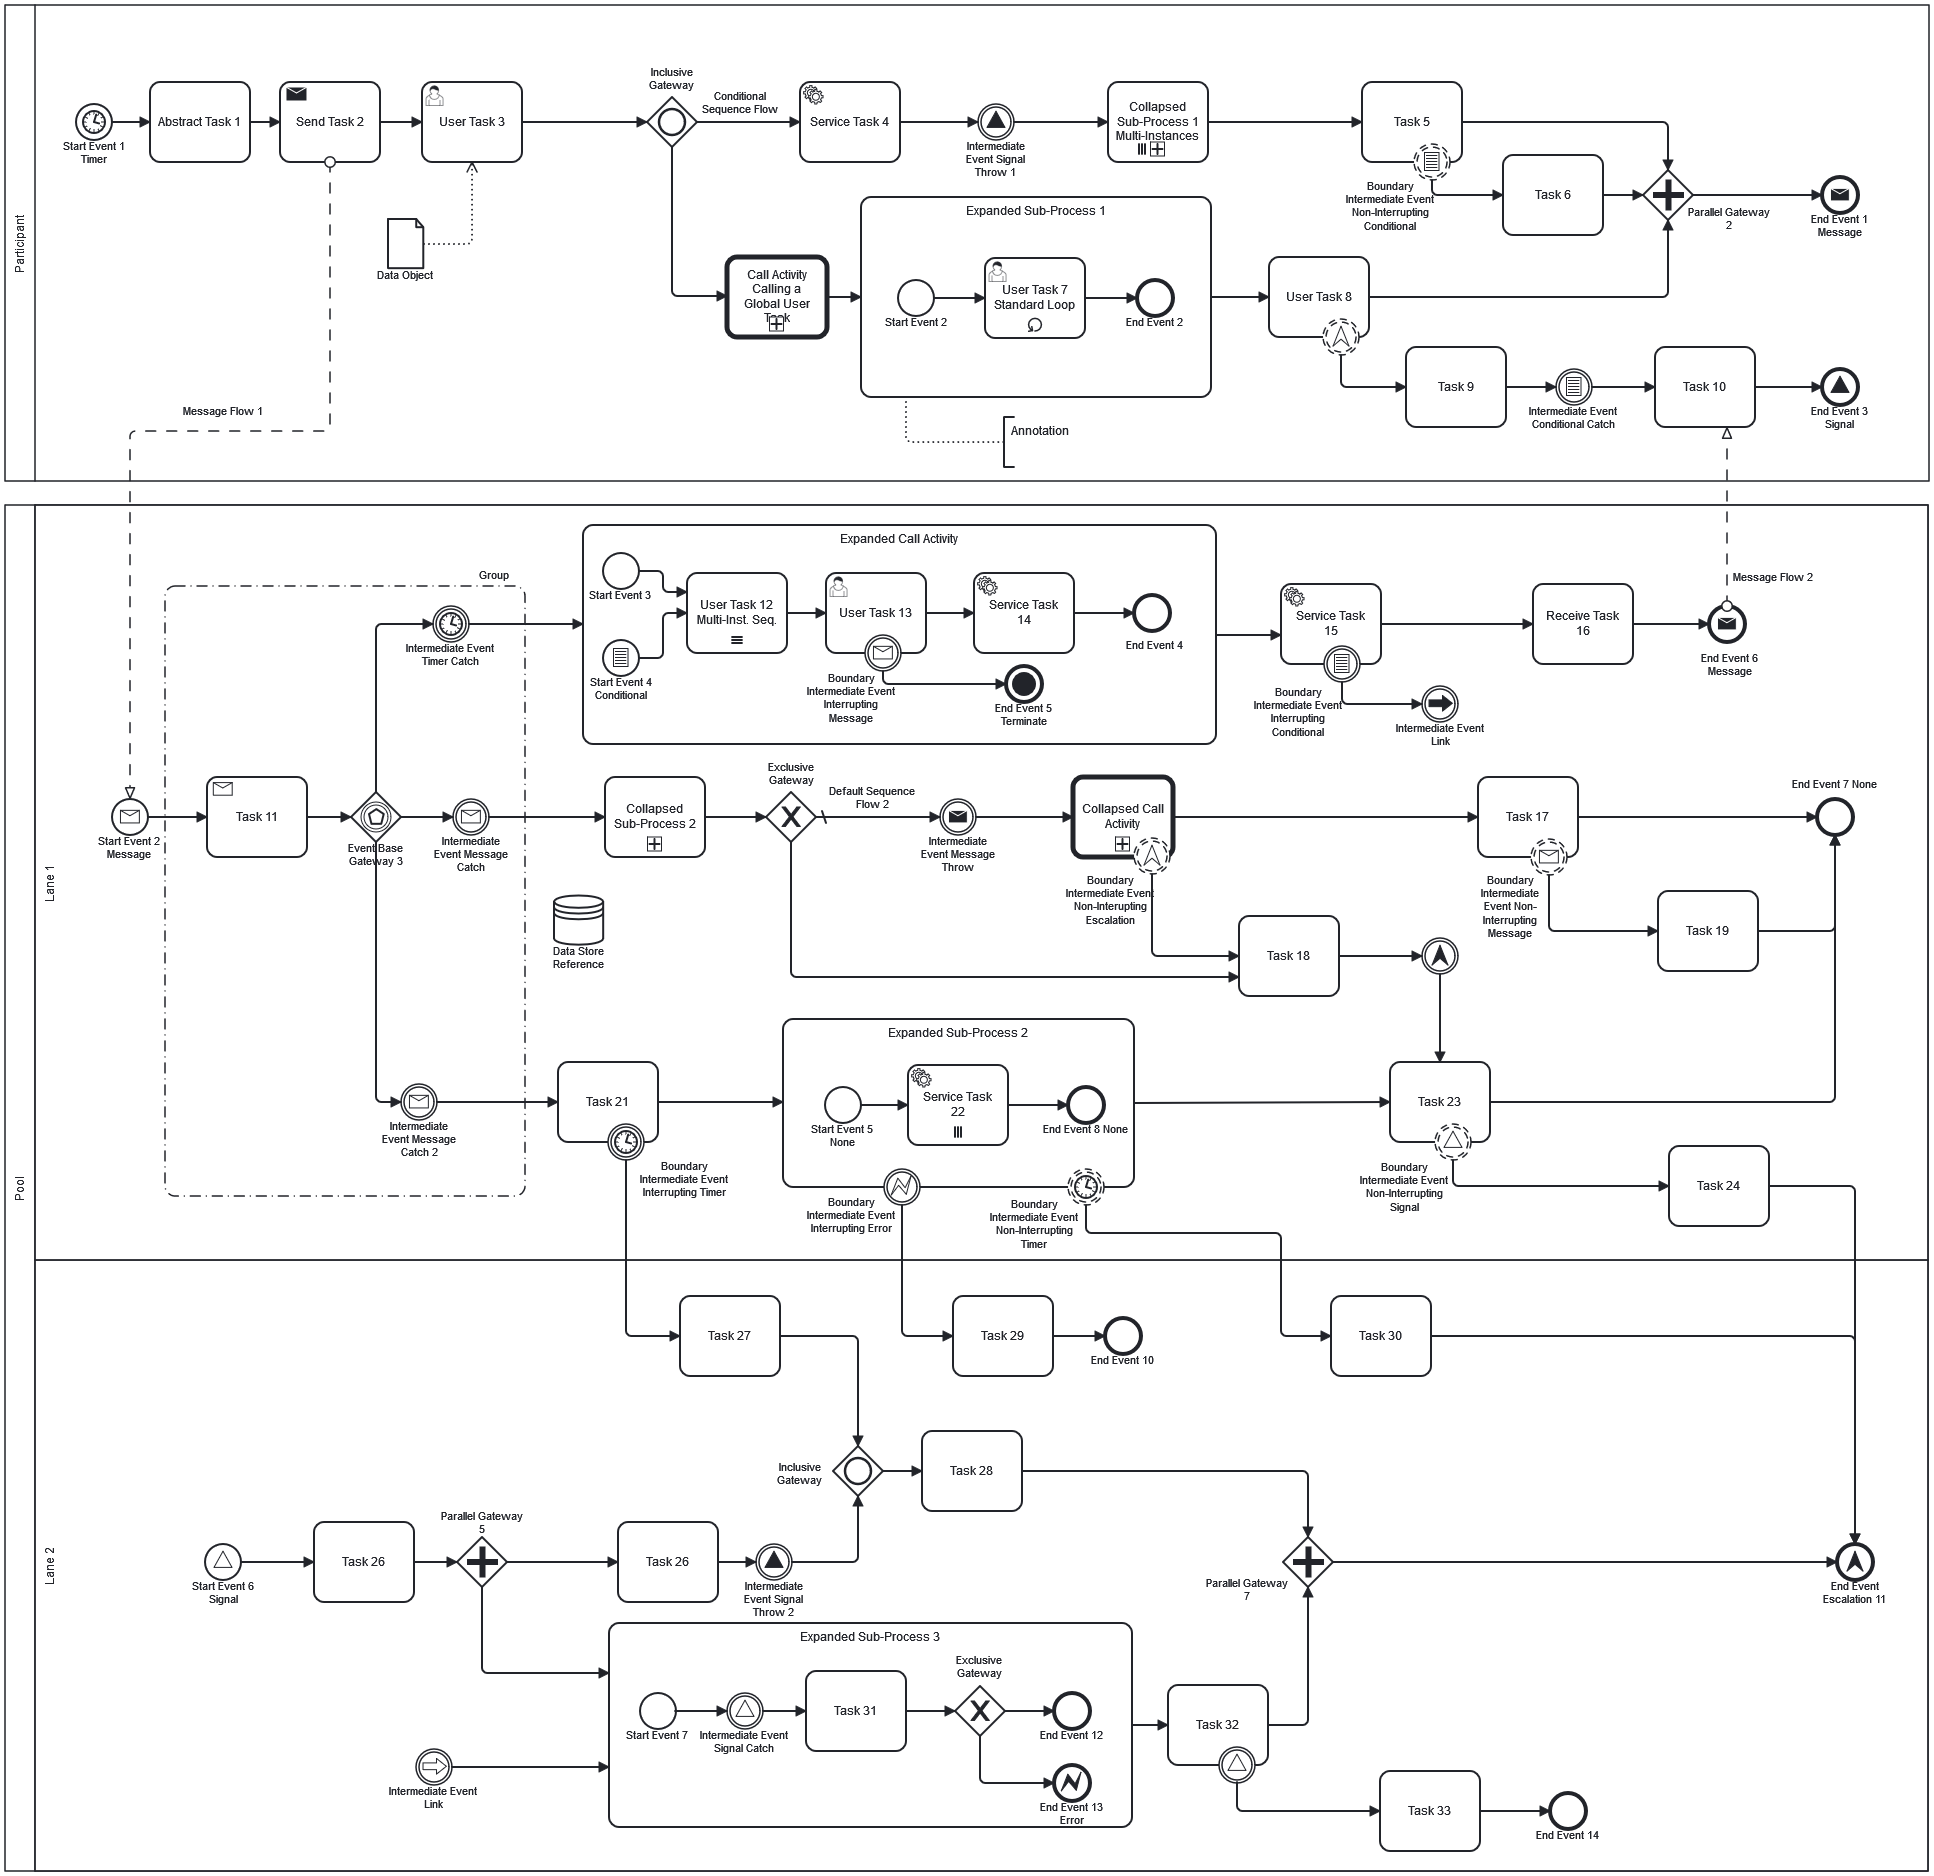 Participant
Start Event 1
Timer
Abstract Task 1
Send Task 2
User Task 3
Data Object
Message Flow 1
Inclusive
Gateway
Conditional
Sequence Flow
Service Task 4
Intermediate
Event Signal
Throw 1
Collapsed
Sub-Process 1
Multi-Instances
Task 5
Boundary
Intermediate Event
Non-Interrupting
Conditional
Task 6
Parallel Gateway
2
End Event 1
Message
Call Activity
Calling a
Global User
Task
Expanded Sub-Process 1
Start Event 2
User Task 7
Standard Loop
End Event 2
Annotation
User Task 8
Task 9
Intermediate Event
Conditional Catch
Task 10
End Event 3
Signal
Pool
Lane 1
Group
Start Event 2
Message
Task 11
Event Base
Gateway 3
Intermediate Event
Timer Catch
Intermediate
Event Message
Catch
Intermediate
Event Message
Catch 2
Expanded Call Activity
Start Event 3
Start Event 4
Conditional
User Task 12
Multi-Inst. Seq.
User Task 13
Boundary
Intermediate Event
Interrupting
Message
Service Task
14
End Event 4
End Event 5
Terminate
Service Task
15
Boundary
Intermediate Event
Interrupting
Conditional
Intermediate Event
Link
Receive Task
16
Message Flow 2
End Event 6
Message
Collapsed
Sub-Process 2
Exclusive
Gateway
Default Sequence
Flow 2
Intermediate
Event Message
Throw
Collapsed Call
Activity
Boundary
Intermediate Event
Non-Interupting
Escalation
Task 17
Boundary
Intermediate
Event Non-
Interrupting
Message
End Event 7 None
Task 18
Task 19
Data Store
Reference
Task 21
Boundary
Intermediate Event
Interrupting Timer
Expanded Sub-Process 2
Start Event 5
None
Service Task
22
End Event 8 None
Boundary
Intermediate Event
Interrupting Error
Boundary
Intermediate Event
Non-Interrupting
Timer
Task 23
Boundary
Intermediate Event
Non-Interrupting
Signal
Task 24
Lane 2
Task 27
Task 29
End Event 10
Task 30
Inclusive
Gateway
Task 28
Start Event 6
Signal
Task 26
Parallel Gateway
5
Task 26
Intermediate
Event Signal
Throw 2
Parallel Gateway
7
End Event
Escalation 11
Expanded Sub-Process 3
Start Event 7
Intermediate Event
Signal Catch
Task 31
Exclusive
Gateway
End Event 12
End Event 13
Error
Intermediate Event
Link
Task 32
Task 33
End Event 14